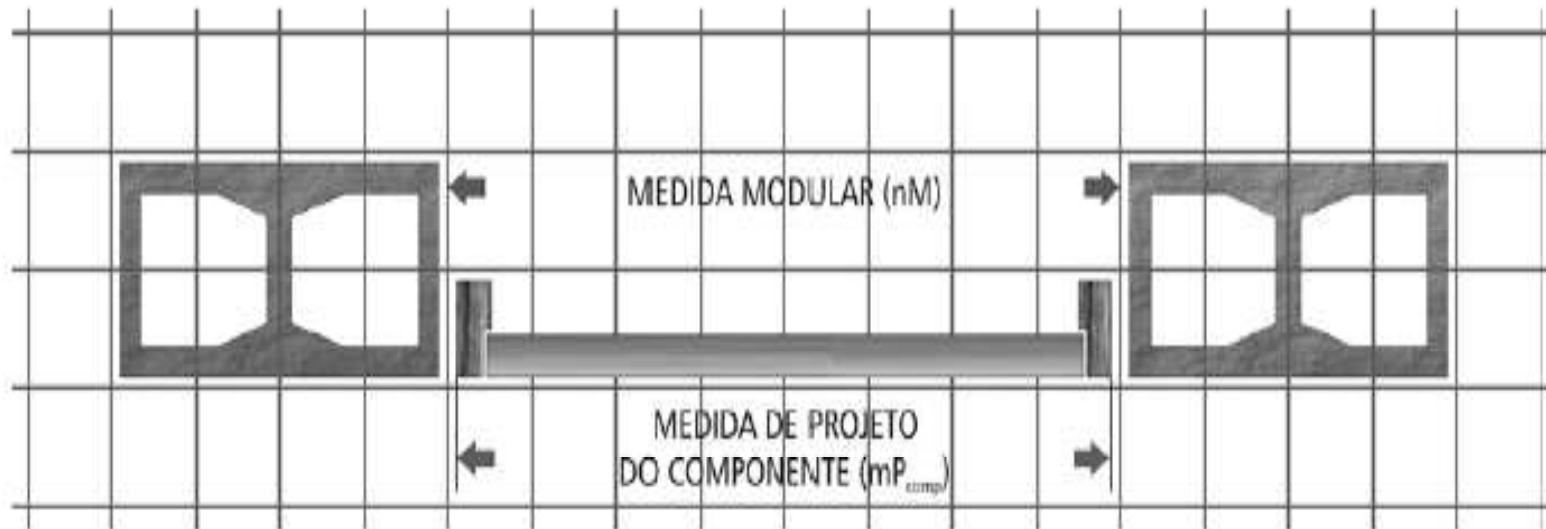 MEDIDA MODULAR (nM)
MEDIDA DE PROJETO
DO COMPONENTE (mPcomp)